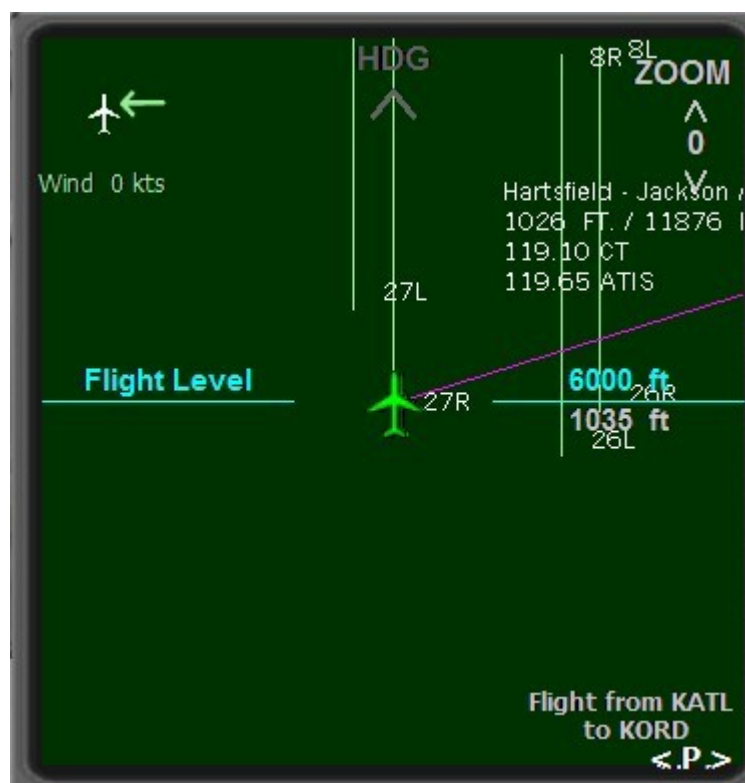 HDG
8R
8L
ZOOM
0
Wind 0 kts
Hartsfield - Jackson
1026 FT. / 11876
119.10 CT
119.65 ATIS
27L
Flight Level
6000 ft
27R
26R
1035 ft
26L
Flight from KATL
to KORD
<.P.>